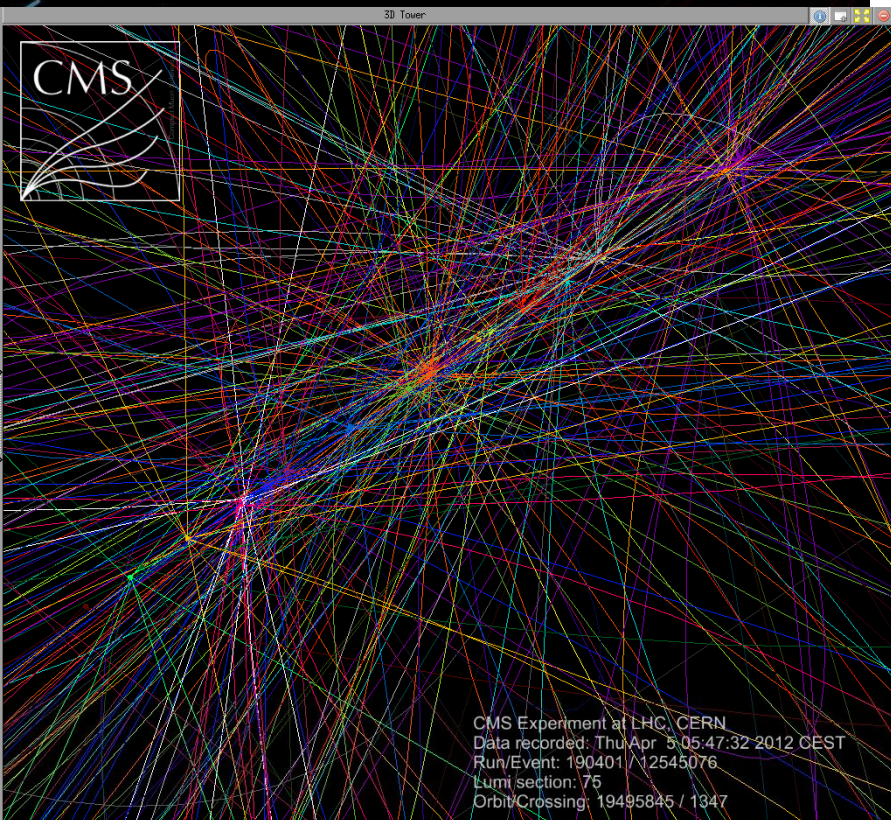 3D Tower
CMS
CMS Experiment at LHC, CERN
Data recorded: Thu Apr 5 05:47:32 2012 CEST
Run/Event: 190401 / 12545076
Lumi section: 75
Orbit/Crossing: 19495845 / 1347